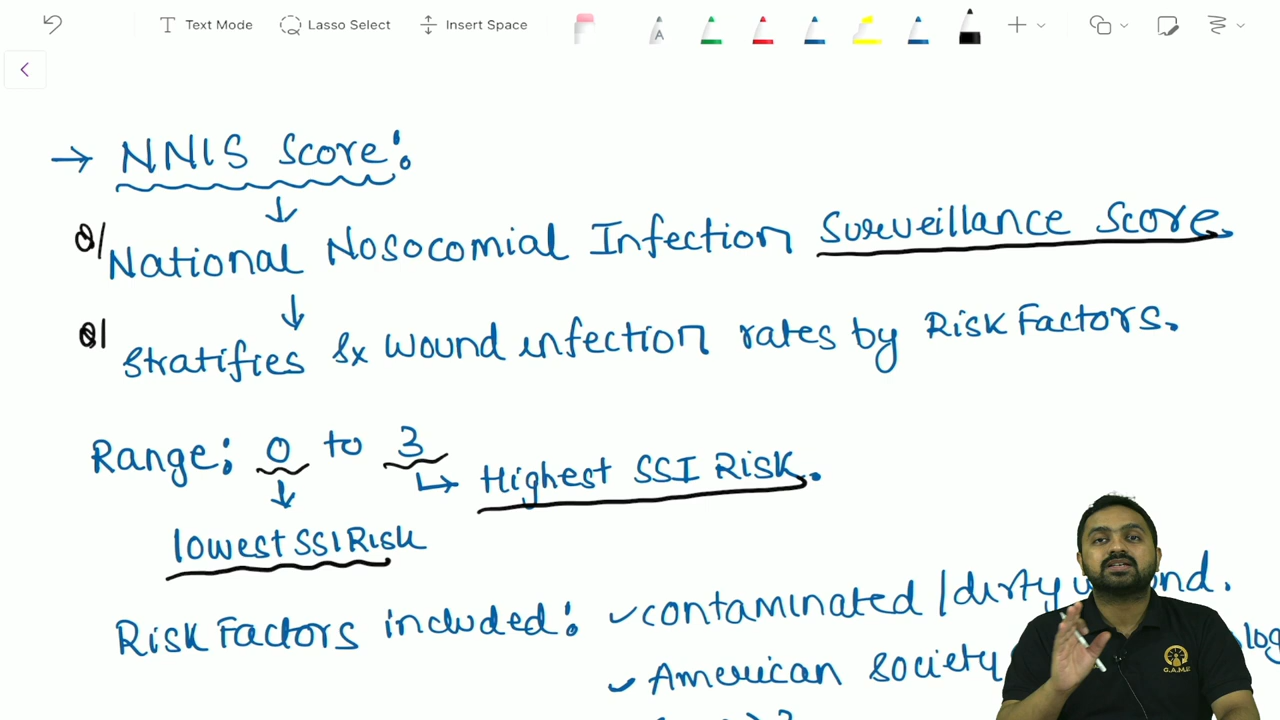 Text Mode Lasso Select Insert Space
A
→ NNIS Score:
Q/ National Nosocomial Infection Surveillance Score.
Q/ Stratifies Sx wound infection rates by Risk Factors.
Range: 0 to 3
Highest SSI Risk.
lowest SSI Risk
Risk Factors included: ✓contaminated / dirty
✓ American society
G.A.M.E